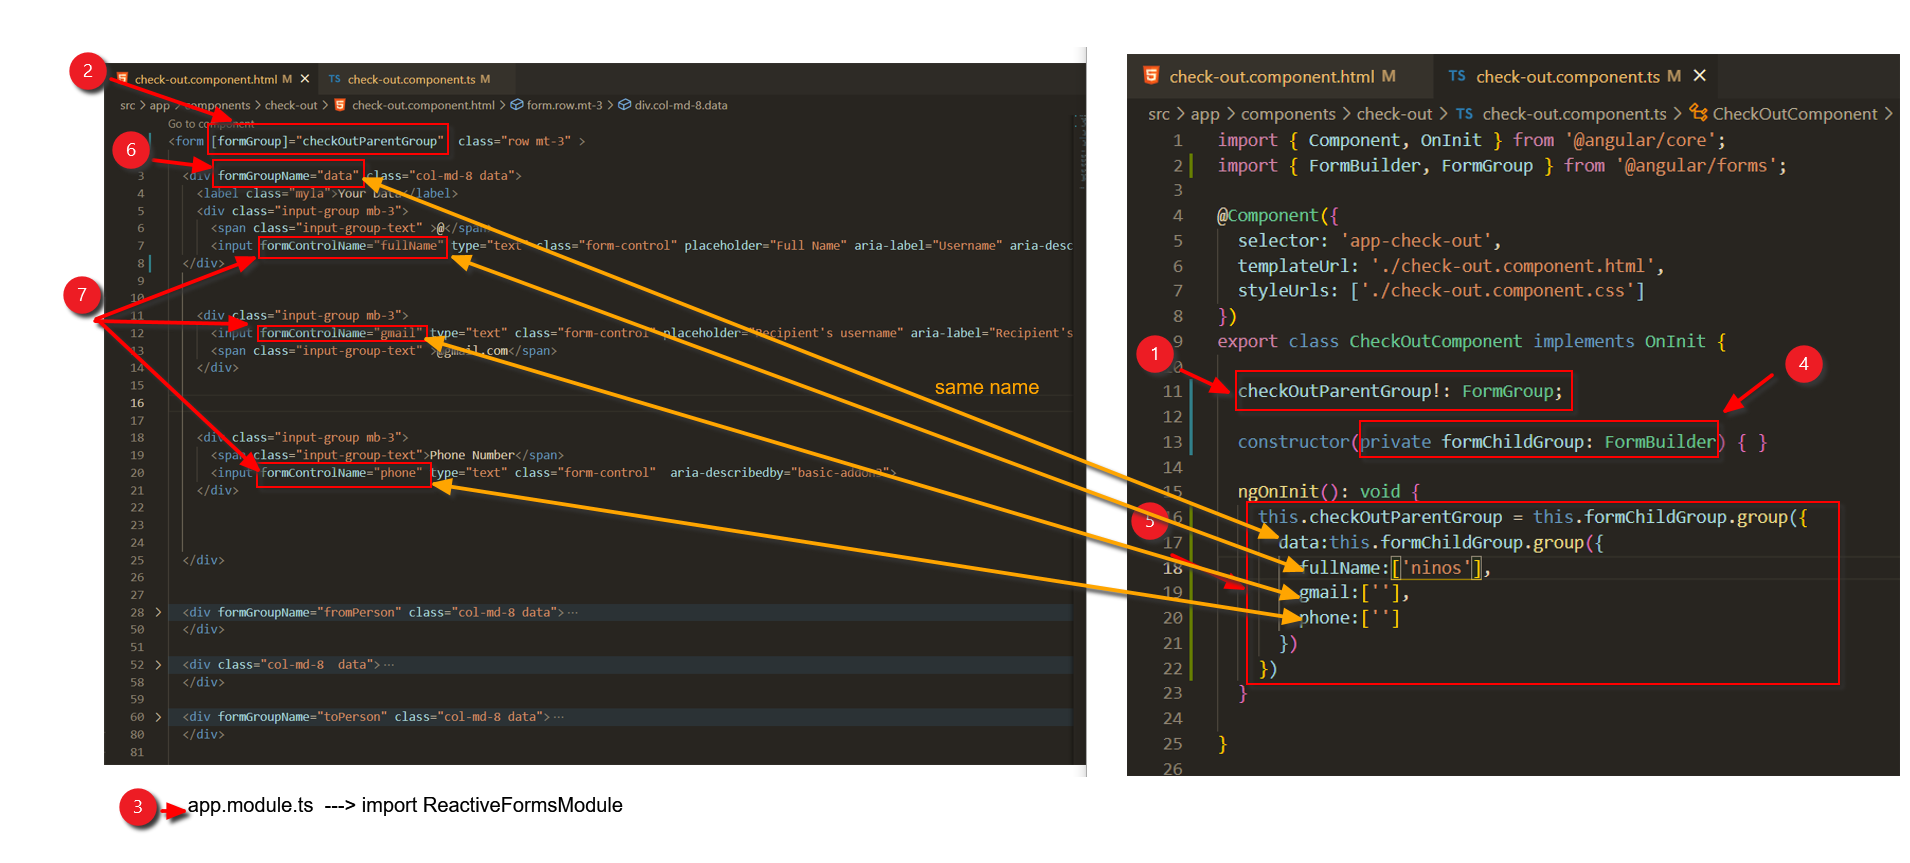 2
check-out.component.html M ×
TS check-out.component.ts M
src > app > components > check-out > check-out.component.html > form.row.mt-3 > div.col-md-8.data
Go to component
<form [formGroup]="checkOutParentGroup" class="row mt-3" >
6
3 <div formGroupName="data" class="col-md-8 data">
4 <label class="myla">Your Data</label>
5 <div class="input-group mb-3">
6 <span class="input-group-text" >@</span>
7 <input formControlName="fullName" type="text" class="form-control" placeholder="Full Name" aria-label="Username" aria-desc
8 </div>
9
10
7
11 <div class="input-group mb-3">
12 <input formControlName="gmail" type="text" class="form-control" placeholder="Recipient's username" aria-label="Recipient's
13 <span class="input-group-text" >@gmail.com</span>
14 </div>
15
16
17
18 <div class="input-group mb-3">
19 <span class="input-group-text">Phone Number</span>
20 <input formControlName="phone" type="text" class="form-control" aria-describedby="basic-addon3">
21 </div>
22
23
24
25 </div>
26
27
28 > <div formGroupName="fromPerson" class="col-md-8 data">···
50 </div>
51
52 > <div class="col-md-8  data">···
58 </div>
59
60 > <div formGroupName="toPerson" class="col-md-8 data">···
80 </div>
81
same name
3
app.module.ts ---> import ReactiveFormsModule
check-out.component.html M
TS check-out.component.ts M ×
src > app > components > check-out > TS check-out.component.ts > CheckOutComponent >
1 import { Component, OnInit } from '@angular/core';
2 import { FormBuilder, FormGroup } from '@angular/forms';
3
4 @Component({
5 selector: 'app-check-out',
6 templateUrl: './check-out.component.html',
7 styleUrls: ['./check-out.component.css']
8 })
9 export class CheckOutComponent implements OnInit {
1
10
11 checkOutParentGroup!: FormGroup;
4
12
13 constructor(private formChildGroup: FormBuilder) { }
14
15 ngOnInit(): void {
5
16 this.checkOutParentGroup = this.formChildGroup.group({
17 data:this.formChildGroup.group({
18 fullName:['ninos'],
19 gmail:[''],
20 phone:['']
21 })
22 })
23 }
24
25 }
26